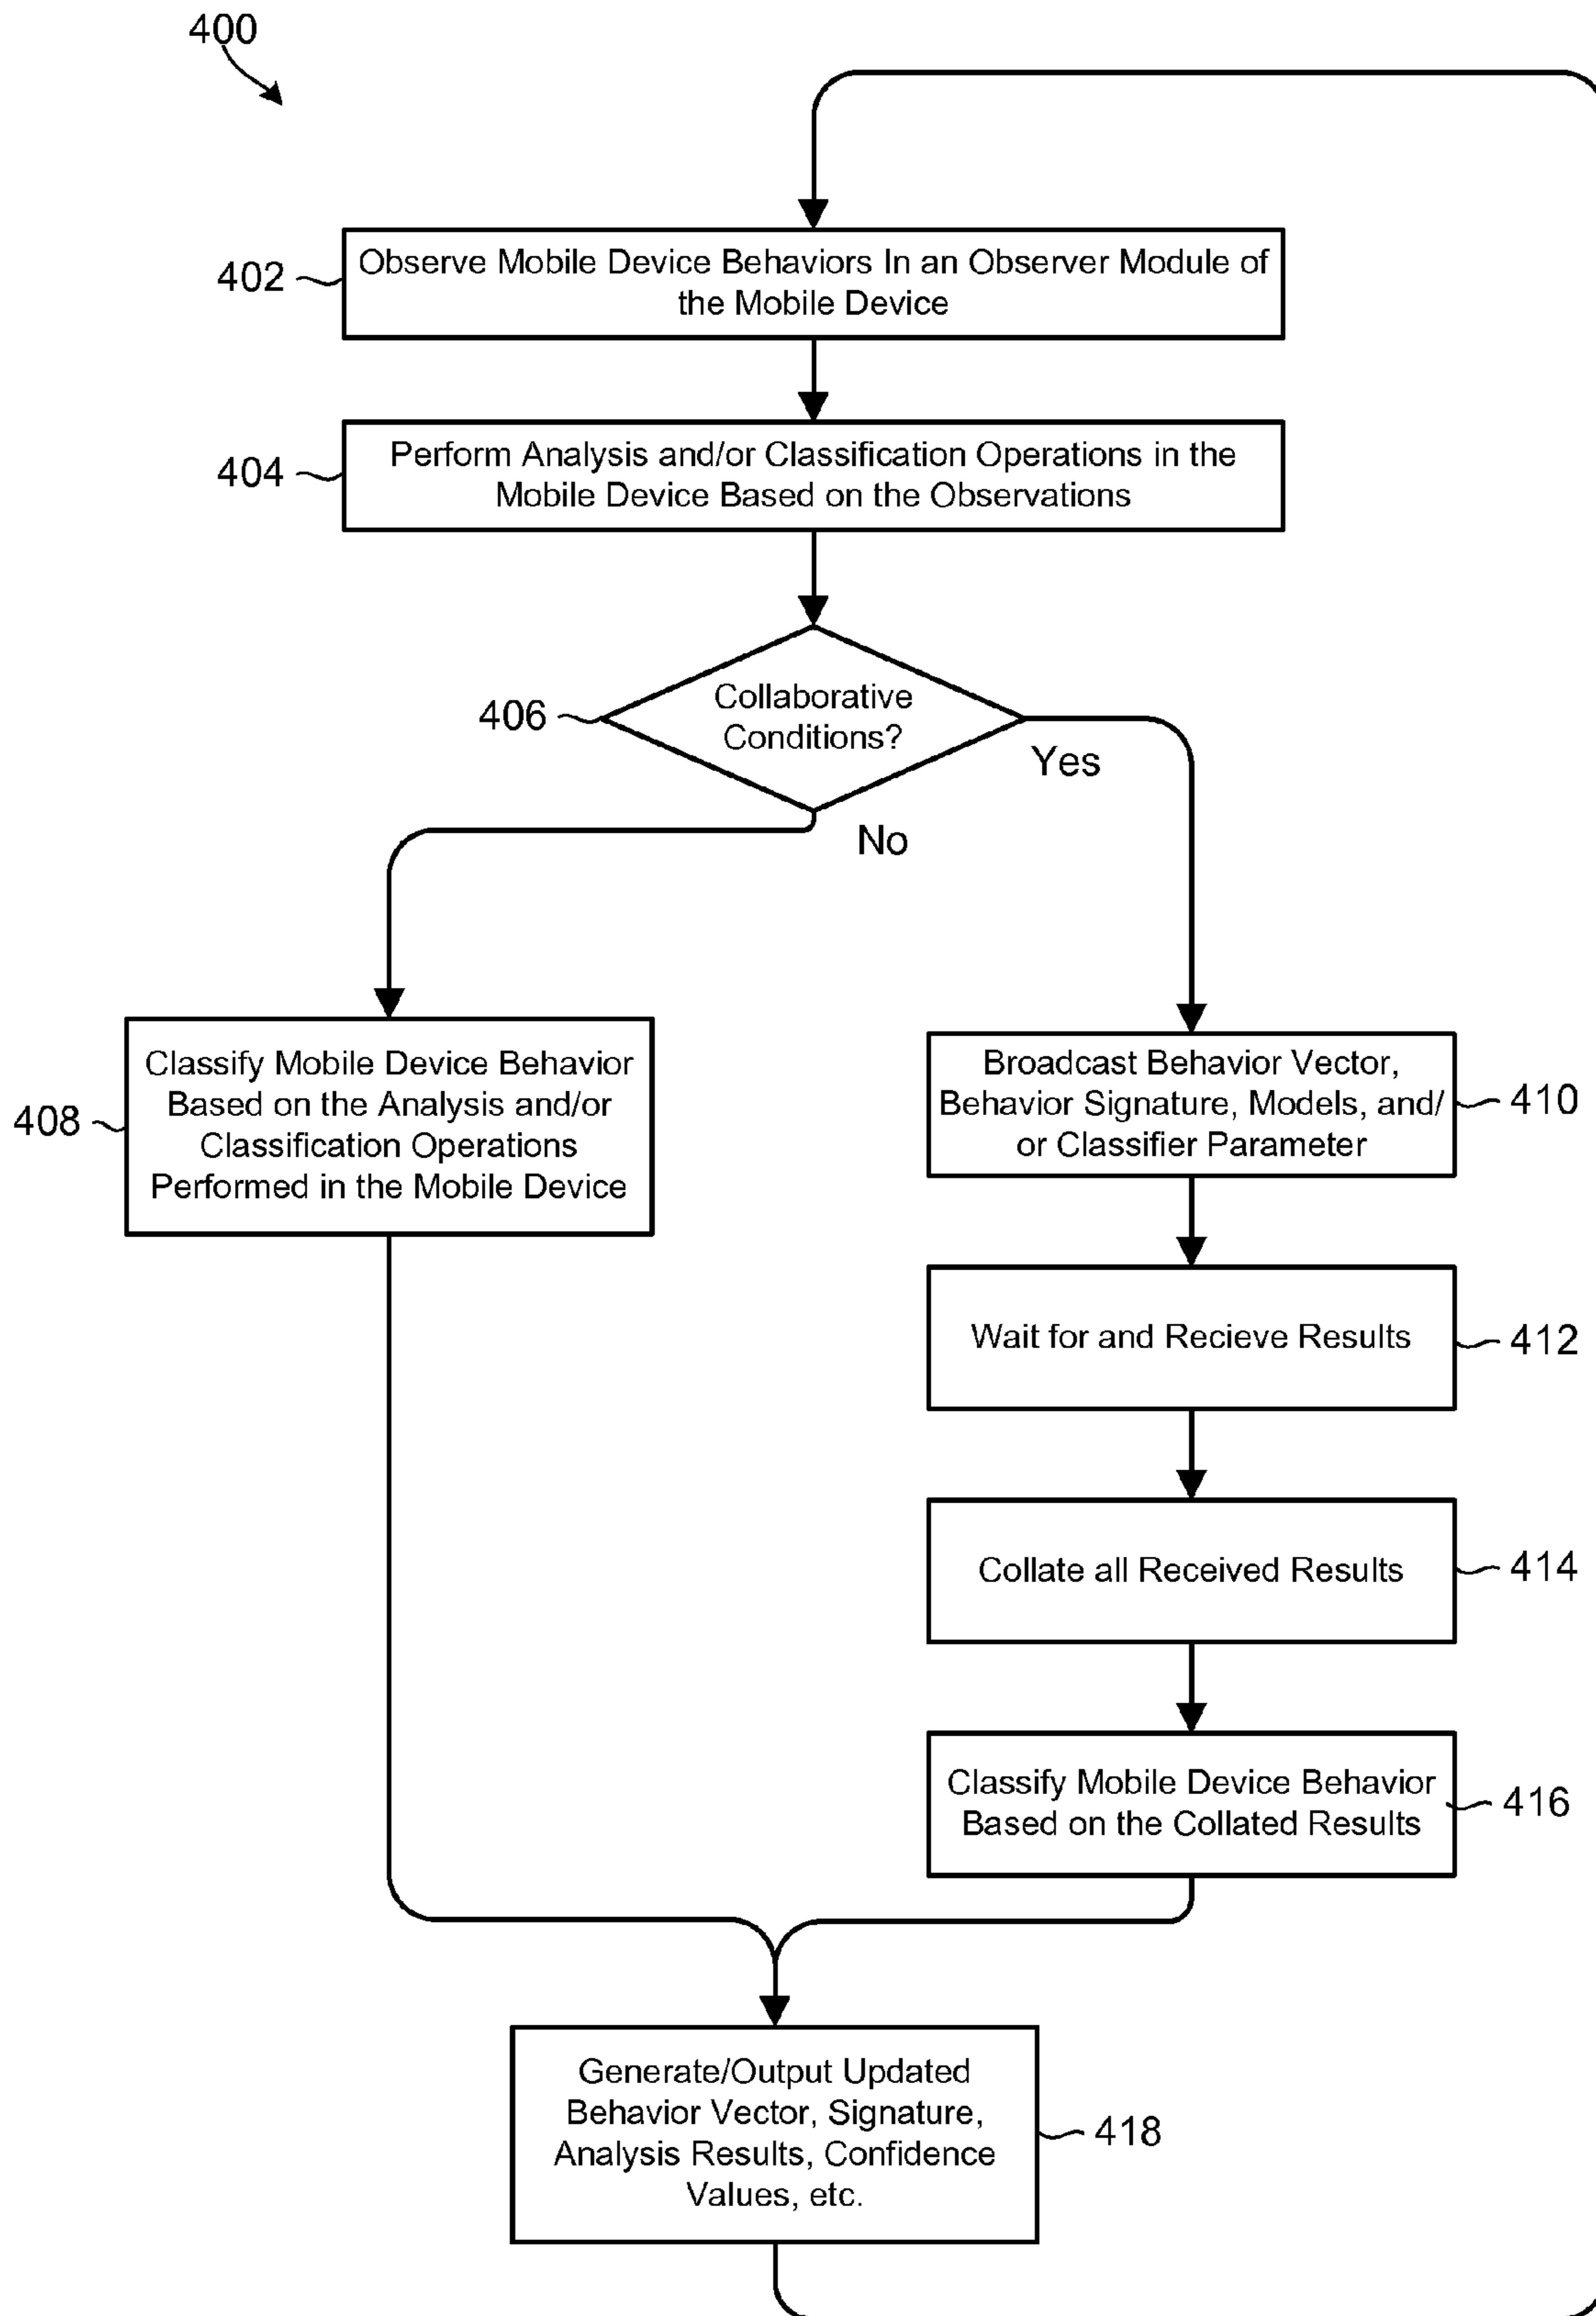 400
402
Observe Mobile Device Behaviors In an Observer Module of
the Mobile Device
404
Perform Analysis and/or Classification Operations in the
Mobile Device Based on the Observations
406
Collaborative
Conditions?
Yes
No
408
Classify Mobile Device Behavior
Based on the Analysis and/or
Classification Operations
Performed in the Mobile Device
Broadcast Behavior Vector,
Behavior Signature, Models, and/
or Classifier Parameter
410
Wait for and Recieve Results
412
Collate all Received Results
414
Classify Mobile Device Behavior
Based on the Collated Results
416
Generate/Output Updated
Behavior Vector, Signature,
Analysis Results, Confidence
Values, etc.
418